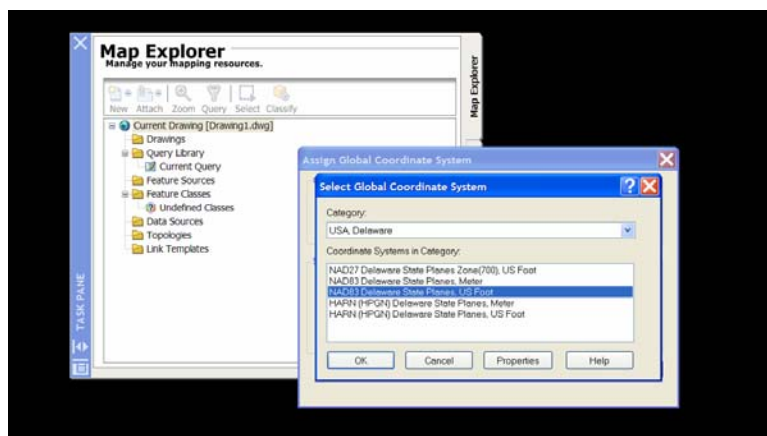 Map Explorer
Manage your mapping resources.
Map Explorer
New Attach Zoom Query Select Classify
Current Drawing [Drawing1.dwg]
Drawings
Query Library
Current Query
Feature Sources
Feature Classes
Undefined Classes
Data Sources
Topologies
Link Templates
TASK PANE
Assign Global Coordinate System
Select Global Coordinate System
Category:
USA, Delaware
Coordinate Systems in Category:
NAD27 Delaware State Planes Zone(700), US Foot
NAD83 Delaware State Planes, Meter
NAD83 Delaware State Planes, US Foot
HARN (HPGN) Delaware State Planes, Meter
HARN (HPGN) Delaware State Planes, US Foot
OK Cancel Properties Help